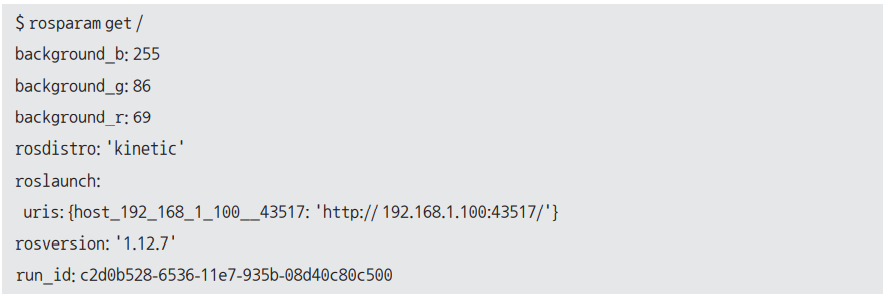 $ rosparam get /
background_b: 255
background_g: 86
background_r: 69
rosdistro: 'kinetic'
roslaunch:
 uris: {host_192_168_1_100__43517: 'http:// 192.168.1.100:43517/'}
rosversion: '1.12.7'
run_id: c2d0b528-6536-11e7-935b-08d40c80c500